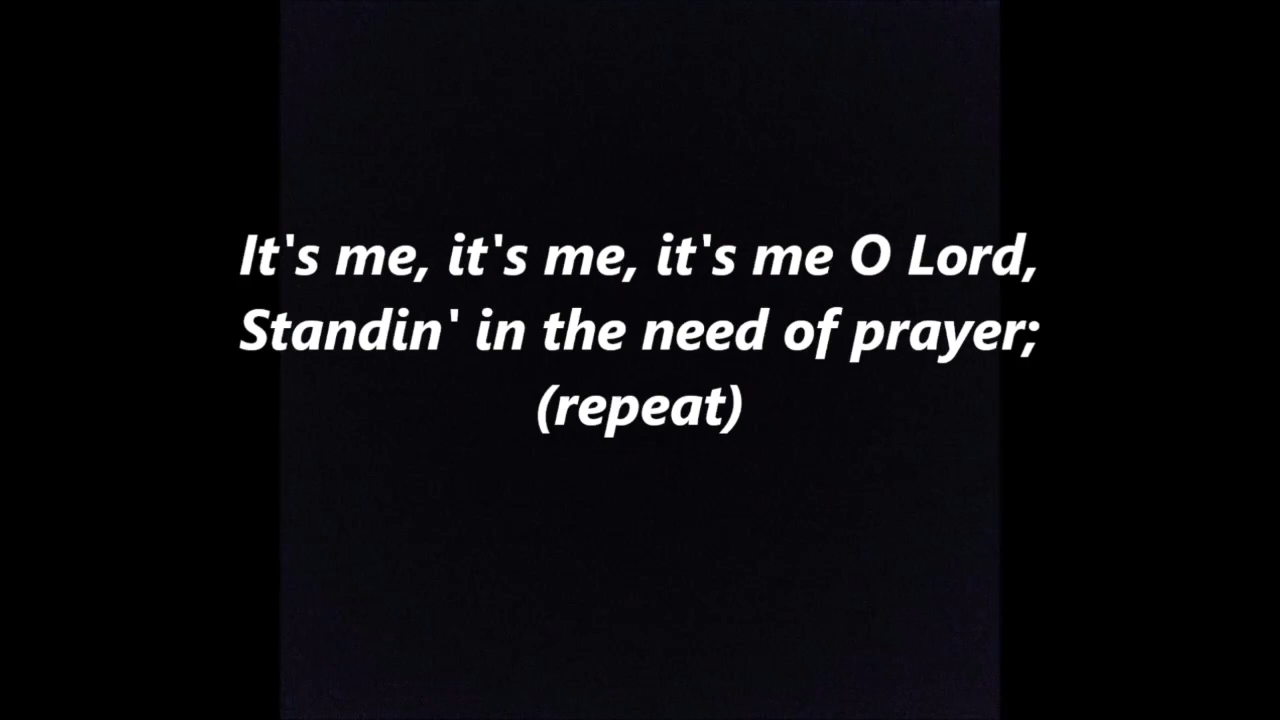 It's me, it's me, it's me O Lord,
Standin' in the need of prayer;
(repeat)